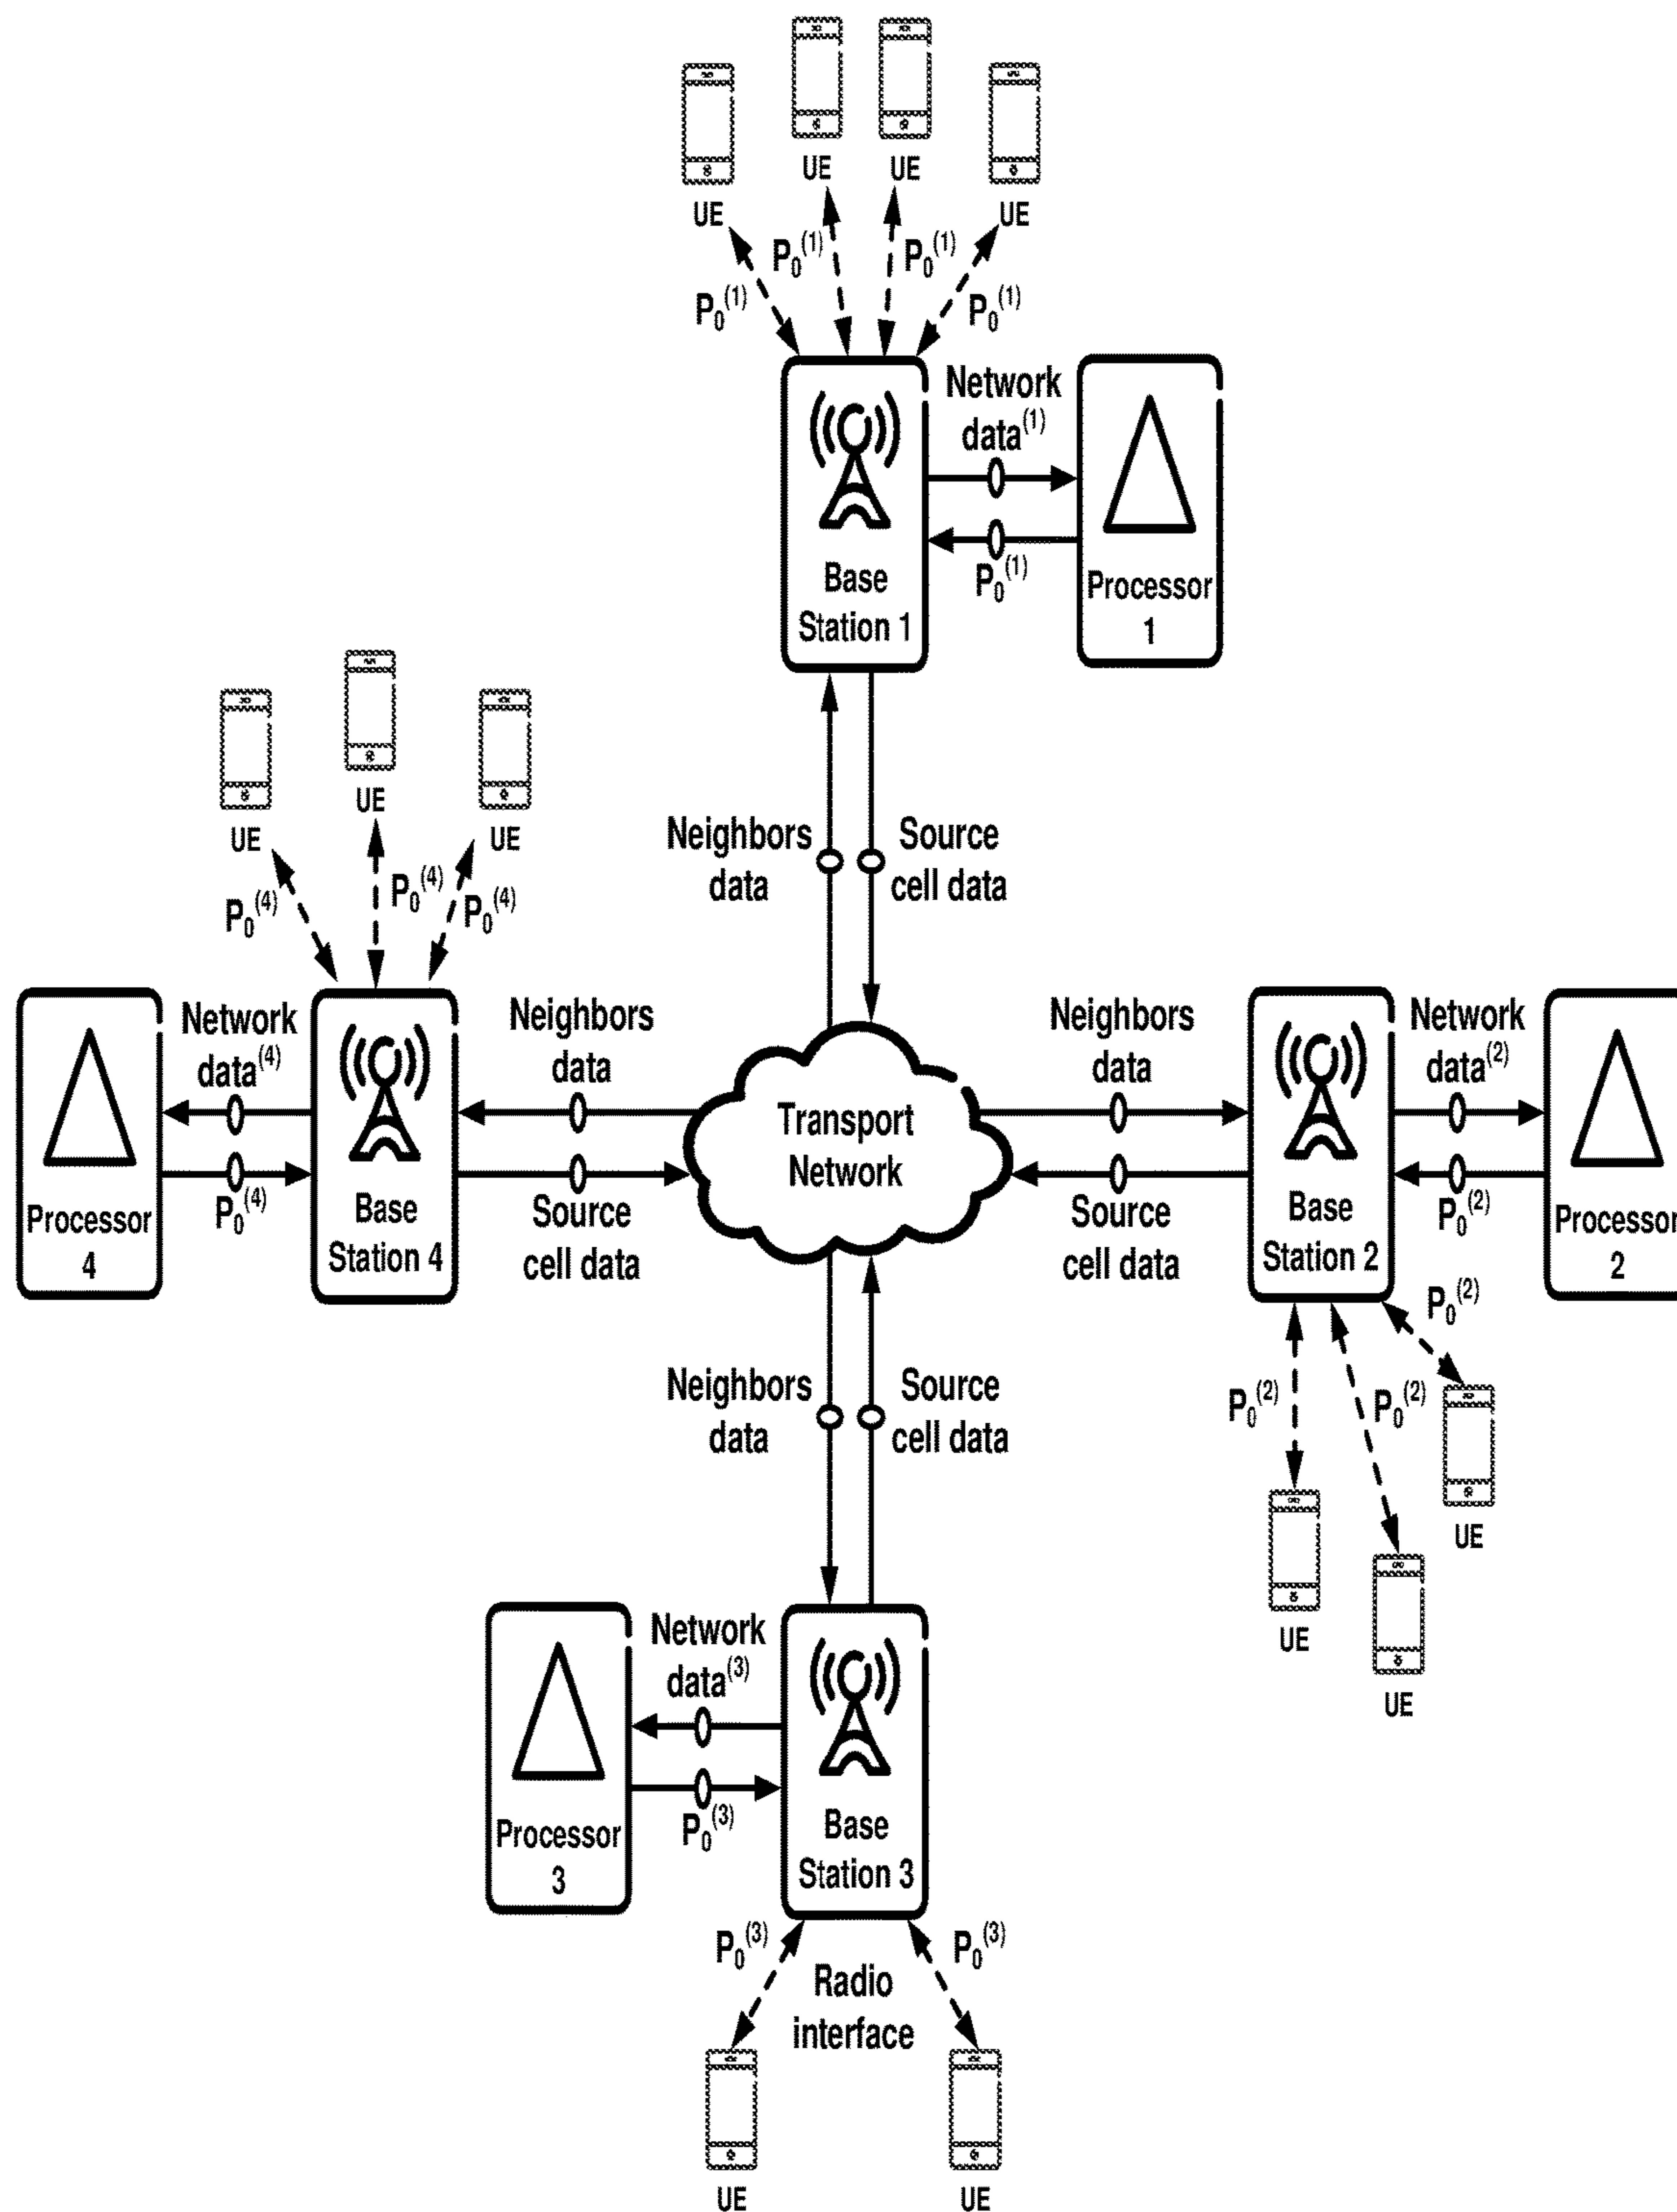 UE
UE
UE
UE
P₀⁽¹⁾
P₀⁽¹⁾
P₀⁽¹⁾
P₀⁽¹⁾
Network
data⁽¹⁾
P₀⁽¹⁾
Base
Station 1
Processor
1
UE
UE
UE
P₀⁽⁴⁾
P₀⁽⁴⁾
P₀⁽⁴⁾
Neighbors
data
Source
cell data
Network
data⁽⁴⁾
P₀⁽⁴⁾
Processor
4
Base
Station 4
Neighbors
data
Source
cell data
Transport
Network
Neighbors
data
Source
cell data
Base
Station 2
Network
data⁽²⁾
P₀⁽²⁾
Processor
2
P₀⁽²⁾
P₀⁽²⁾
P₀⁽²⁾
UE
UE
UE
Neighbors
data
Source
cell data
Network
data⁽³⁾
P₀⁽³⁾
Processor
3
Base
Station 3
P₀⁽³⁾
P₀⁽³⁾
Radio
interface
UE
UE